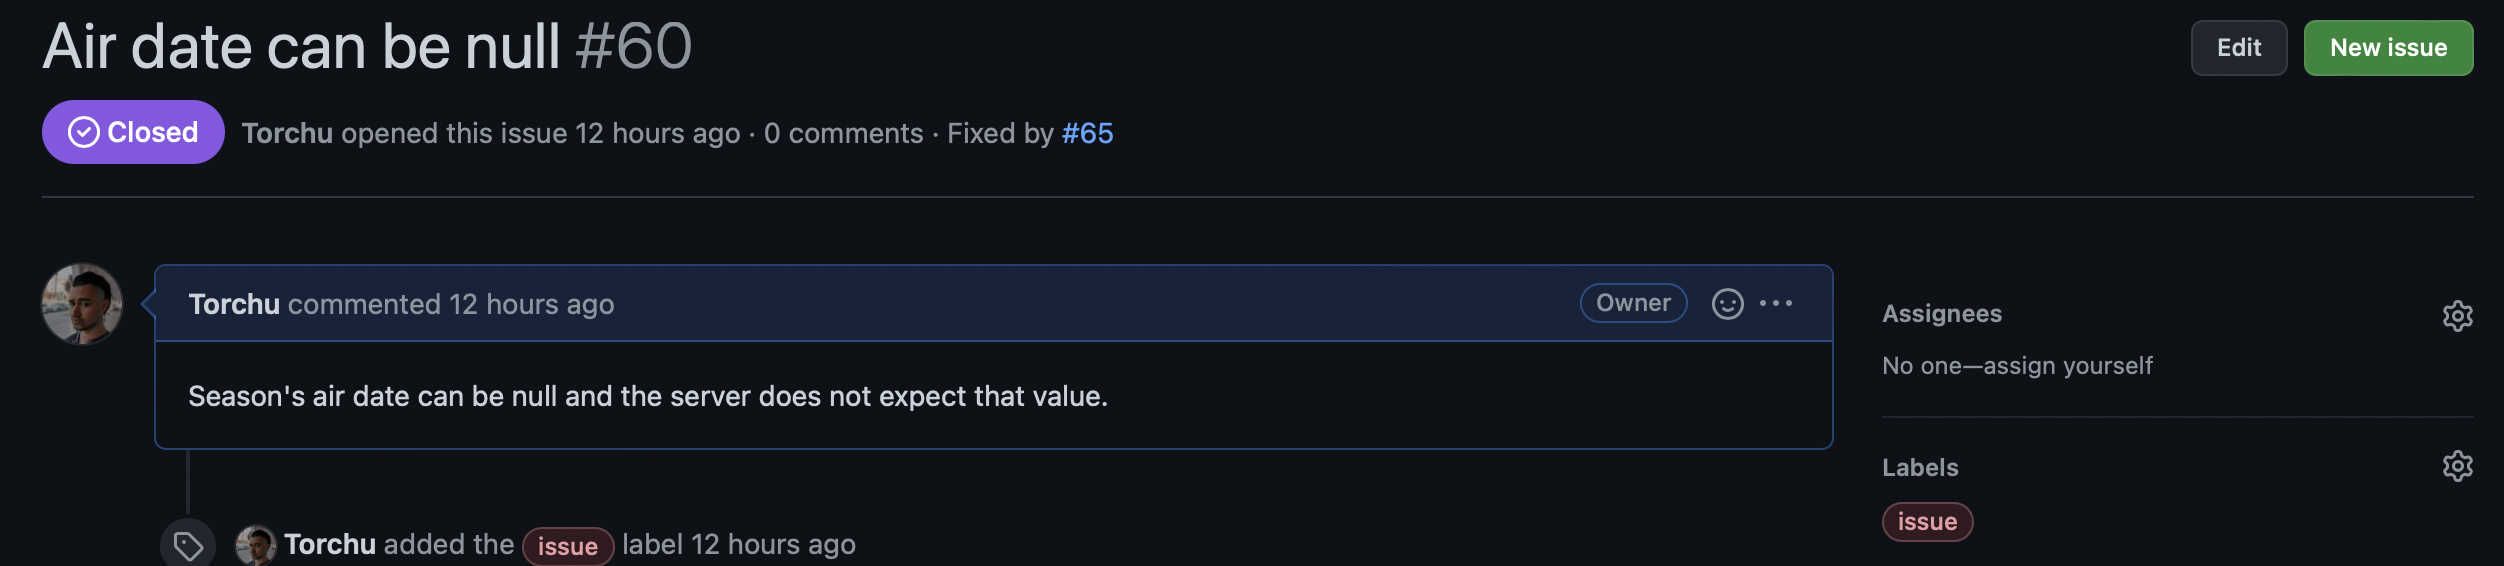 Air date can be null #60
Edit
New issue
Closed
Torchu opened this issue 12 hours ago · 0 comments · Fixed by #65
Torchu commented 12 hours ago
Owner
Season's air date can be null and the server does not expect that value.
Torchu added the issue label 12 hours ago
Assignees
No one—assign yourself
Labels
issue